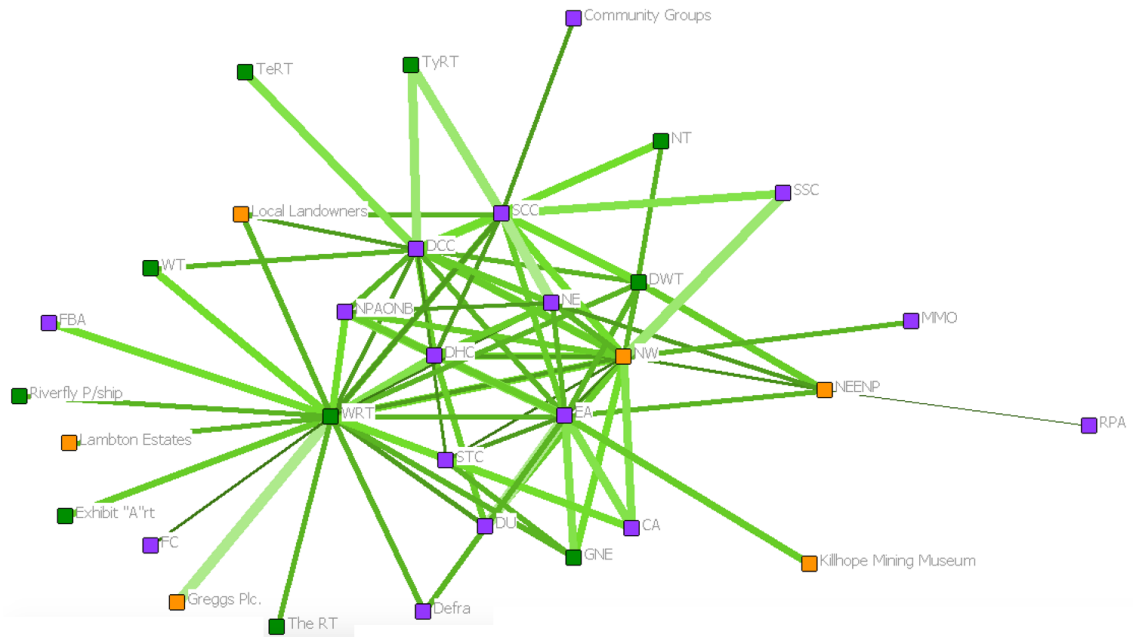 Community Groups
TyRT
TeRT
NT
SSC
Local Landowners
SCC
DCC
WT
DWT
NE
NPAONB
FBA
MMO
DHC
NW
Riverfly P/ship
NEENP
WRT
EA
RPA
Lambton Estates
STC
Exhibit "A"rt
DU
CA
FC
GNE
Killhope Mining Museum
Greggs Plc.
Defra
The RT